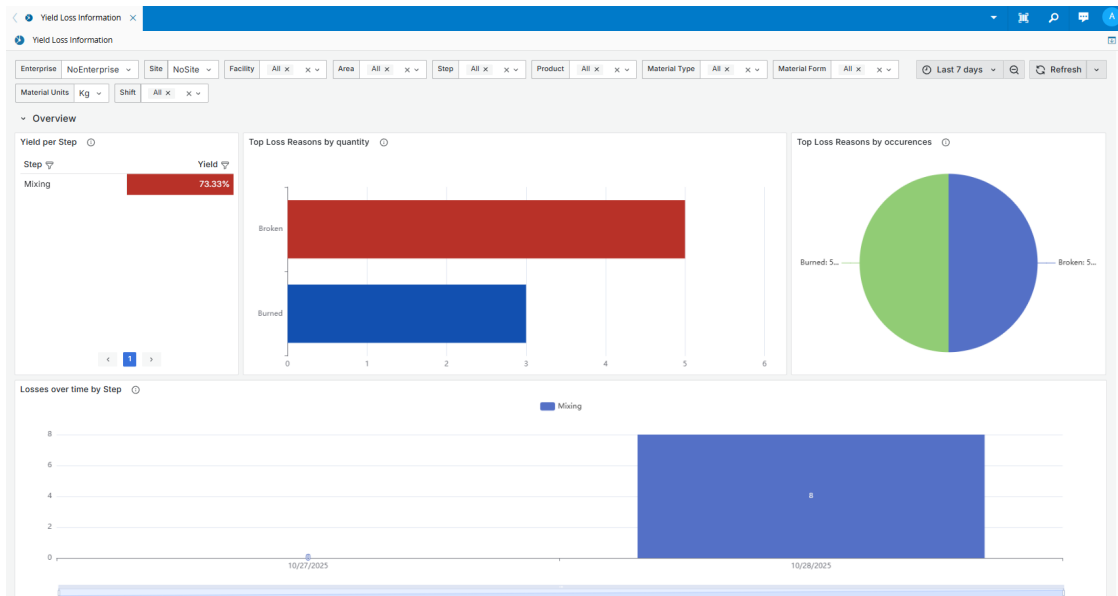 Yield Loss Information
A
Yield Loss Information
Enterprise NoEnterprise Site NoSite Facility All Area All Step All Product All Material Type All Material Form All Last 7 days Refresh
Material Units Kg Shift All
Overview
Yield per Step
Step Yield
Mixing 73.33%
1
Top Loss Reasons by quantity
Broken
Burned
0 1 2 3 4 5 6
Top Loss Reasons by occurences
Burned: 5... Broken: 5...
Losses over time by Step
Mixing
8
6
4
2
0
0
8
10/27/2025 10/28/2025